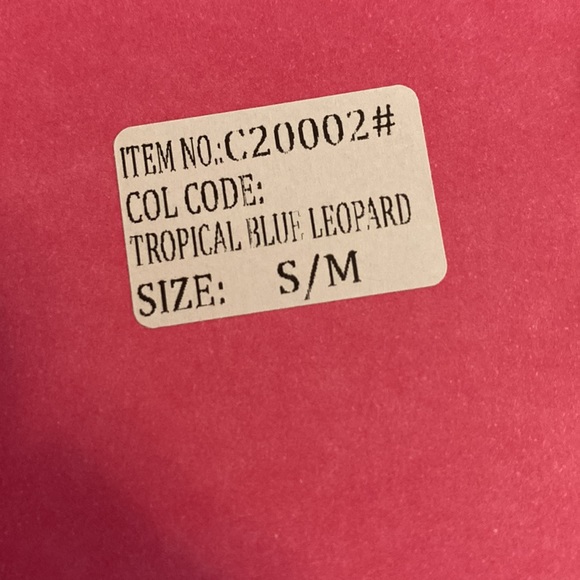 ITEM NO.:C20002#
COL CODE:
TROPICAL BLUE LEOPARD
SIZE: S/M